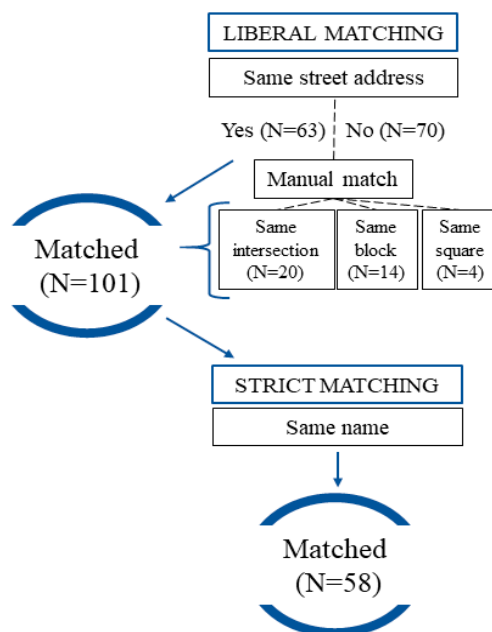 LIBERAL MATCHING
Same street address
Yes (N=63) No (N=70)
Manual match
Same
intersection
(N=20)
Same
block
(N=14)
Same
square
(N=4)
Matched
(N=101)
STRICT MATCHING
Same name
Matched
(N=58)